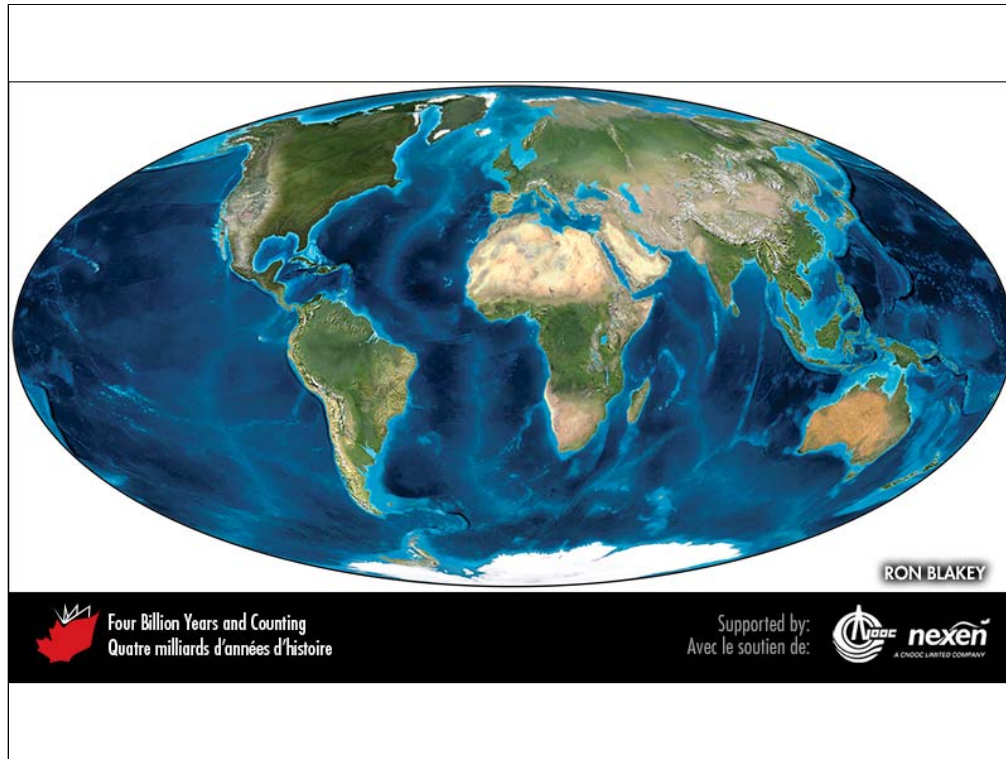 RON BLAKEY
Four Billion Years and Counting
Quatre milliards d'années d'histoire
Supported by:
Avec le soutien de:
CNOOC
nexen
A CNOOC LIMITED COMPANY